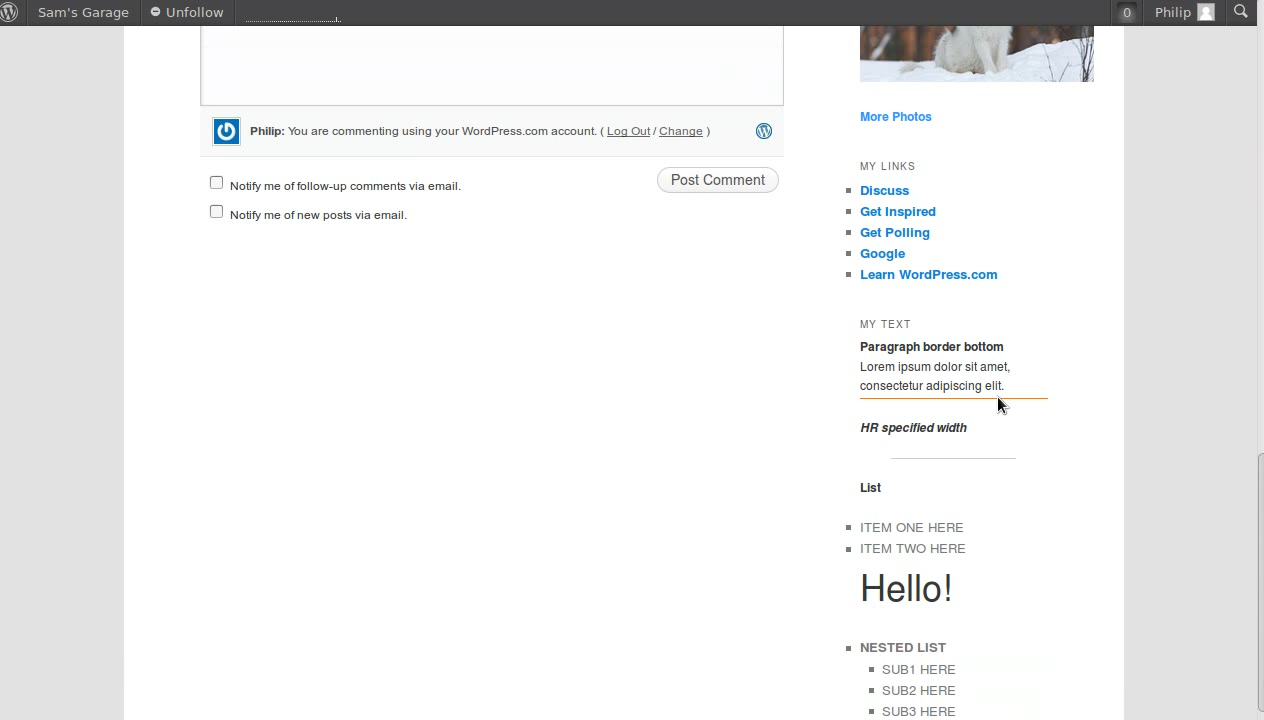 Sam's Garage
Unfollow
0
Philip
Philip: You are commenting using your WordPress.com account. ( Log Out / Change )
Notify me of follow-up comments via email.
Post Comment
Notify me of new posts via email.
More Photos
MY LINKS
Discuss
Get Inspired
Get Polling
Google
Learn WordPress.com
MY TEXT
Paragraph border bottom
Lorem ipsum dolor sit amet,
consectetur adipiscing elit.
HR specified width
List
ITEM ONE HERE
ITEM TWO HERE
Hello!
NESTED LIST
SUB1 HERE
SUB2 HERE
SUB3 HERE